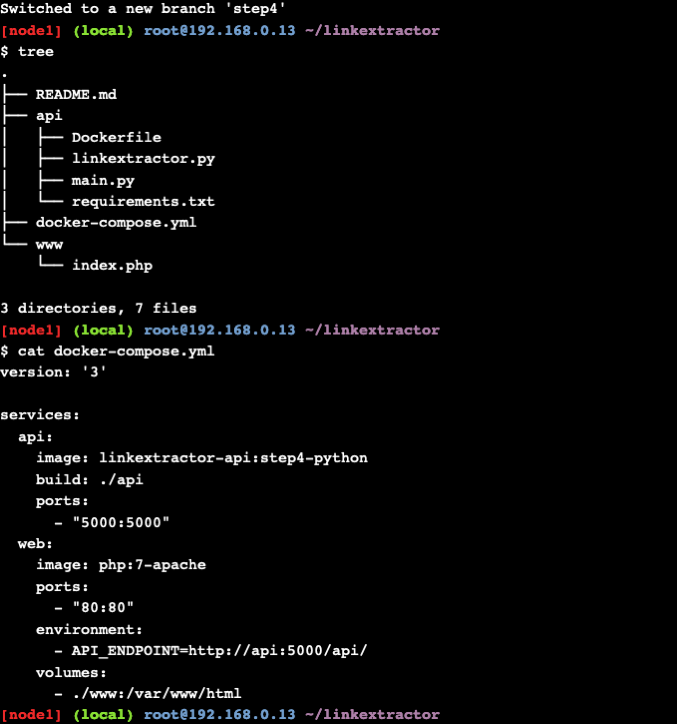 Switched to a new branch 'step4'
[node1] (local) root@192.168.0.13 ~/linkextractor
$ tree
.
├── README.md
├── api
│   ├── Dockerfile
│   ├── linkextractor.py
│   ├── main.py
│   └── requirements.txt
├── docker-compose.yml
└── www
    └── index.php

3 directories, 7 files
[node1] (local) root@192.168.0.13 ~/linkextractor
$ cat docker-compose.yml
version: '3'

services:
  api:
    image: linkextractor-api:step4-python
    build: ./api
    ports:
      - "5000:5000"
  web:
    image: php:7-apache
    ports:
      - "80:80"
    environment:
      - API_ENDPOINT=http://api:5000/api/
    volumes:
      - ./www:/var/www/html
[node1] (local) root@192.168.0.13 ~/linkextractor